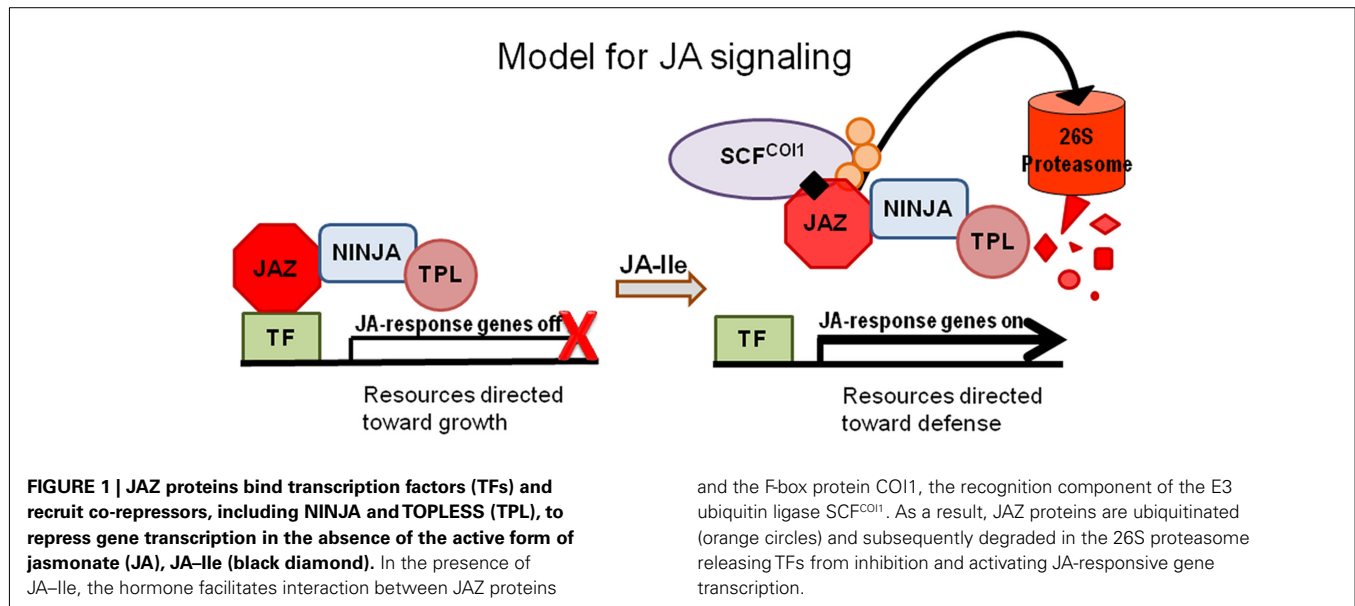 Model for JA signaling
JAZ
NINJA
TPL
TF
JA-response genes off
X
Resources directed
toward growth
JA-Ile
SCF^COI1
JAZ
NINJA
TPL
26S
Proteasome
TF
JA-response genes on
Resources directed
toward defense
FIGURE 1 | JAZ proteins bind transcription factors (TFs) and
recruit co-repressors, including NINJA and TOPLESS (TPL), to
repress gene transcription in the absence of the active form of
jasmonate (JA), JA–Ile (black diamond). In the presence of
JA–Ile, the hormone facilitates interaction between JAZ proteins
and the F-box protein COI1, the recognition component of the E3
ubiquitin ligase SCF^COI1. As a result, JAZ proteins are ubiquitinated
(orange circles) and subsequently degraded in the 26S proteasome
releasing TFs from inhibition and activating JA-responsive gene
transcription.